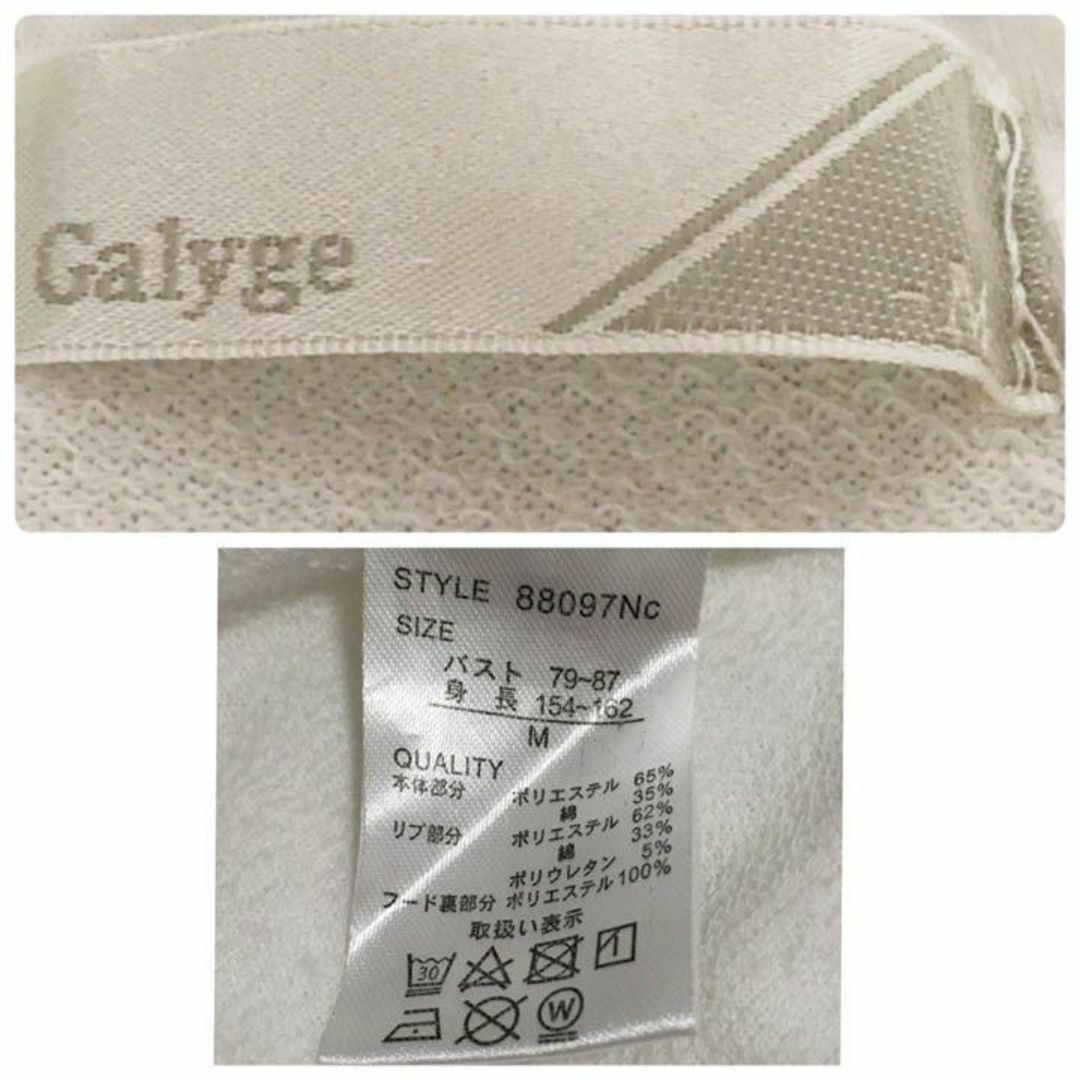 Galyge
STYLE 88097Nc
SIZE
バスト 79~87
身 長 154~162
M
QUALITY
本体部分 ポリエステル 65%
綿 35%
リブ部分 ポリエステル 62%
綿 33%
ポリウレタン 5%
フード裏部分 ポリエステル 100%
取扱い表示
30
W